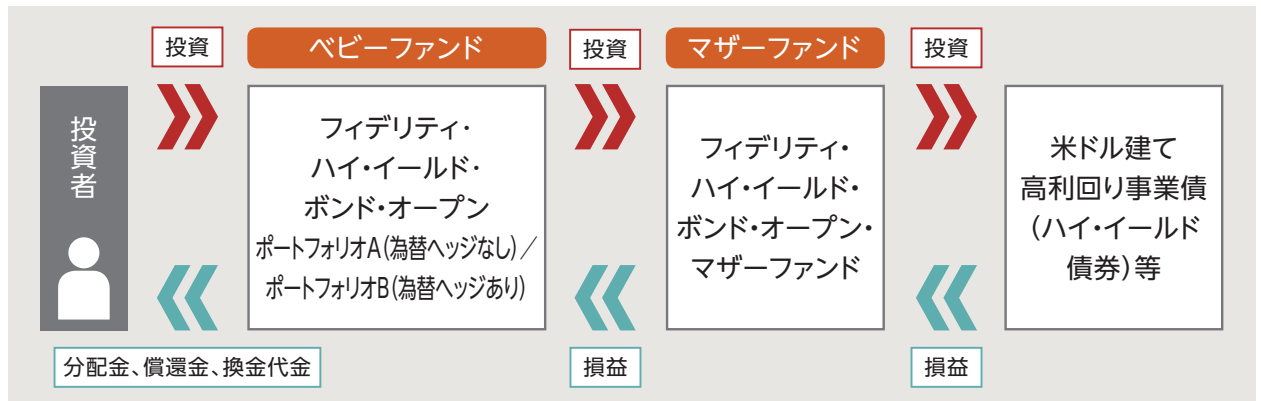 投資
ベビーファンド
投資
マザーファンド
投資
投資者
フィデリティ・
ハイ・イールド・
ボンド・オープン
ポートフォリオA(為替ヘッジなし)／
ポートフォリオB(為替ヘッジあり)
フィデリティ・
ハイ・イールド・
ボンド・オープン・
マザーファンド
米ドル建て
高利回り事業債
(ハイ・イールド
債券)等
分配金、償還金、換金代金
損益
損益